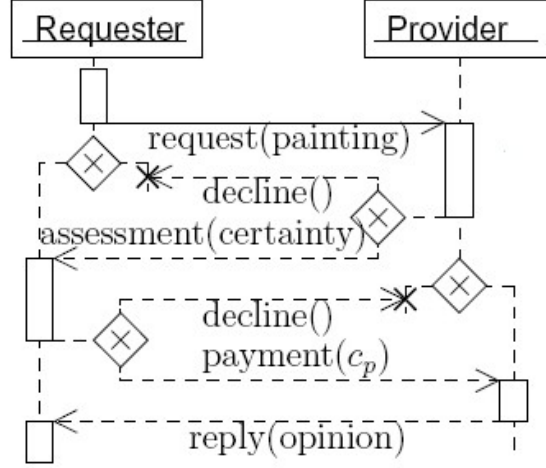 Requester Provider
request(painting)
decline()
assessment(certainty)
decline()
payment(c_p)
reply(opinion)